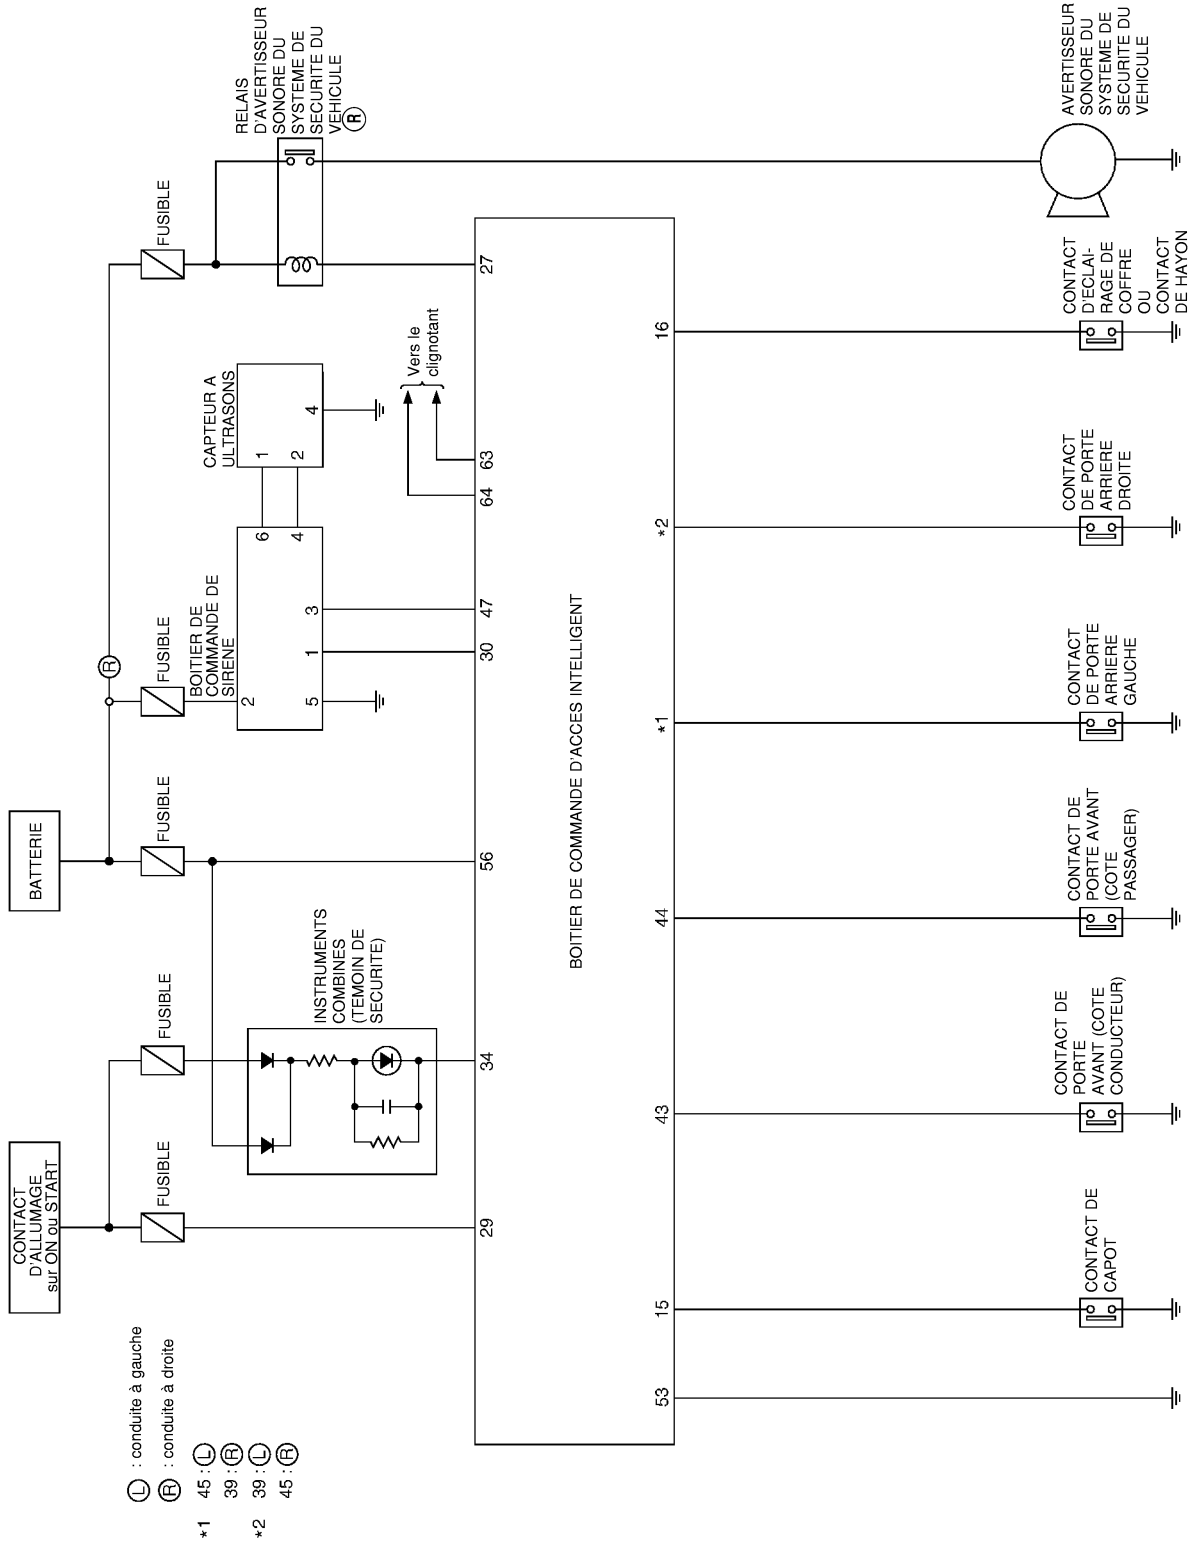 BATTERIE
CONTACT
D'ALLUMAGE
sur ON ou START
L : conduite à gauche
R : conduite à droite
*1 45 : L
39 : R
*2 39 : L
45 : R
FUSIBLE
FUSIBLE
FUSIBLE
FUSIBLE
FUSIBLE
R
INSTRUMENTS
COMBINES
(TEMOIN DE
SECURITE)
BOITIER DE
COMMANDE DE
SIRENE
2
5
1
3
6
4
CAPTEUR A
ULTRASONS
1
2
4
Vers le
clignotant
RELAIS
D'AVERTISSEUR
SONORE DU
SYSTEME DE
SECURITE DU
VEHICULE
R
29
34
56
30
47
64
63
27
BOITIER DE COMMANDE D'ACCES INTELLIGENT
53
15
43
44
*1
*2
16
CONTACT DE
CAPOT
CONTACT DE
PORTE
AVANT (COTE
CONDUCTEUR)
CONTACT DE
PORTE AVANT
(COTE
PASSAGER)
CONTACT
DE PORTE
ARRIERE
GAUCHE
CONTACT
DE PORTE
ARRIERE
DROITE
CONTACT
D'ECLAI-
RAGE DE
COFFRE
OU
CONTACT
DE HAYON
AVERTISSEUR
SONORE DU
SYSTEME DE
SECURITE DU
VEHICULE